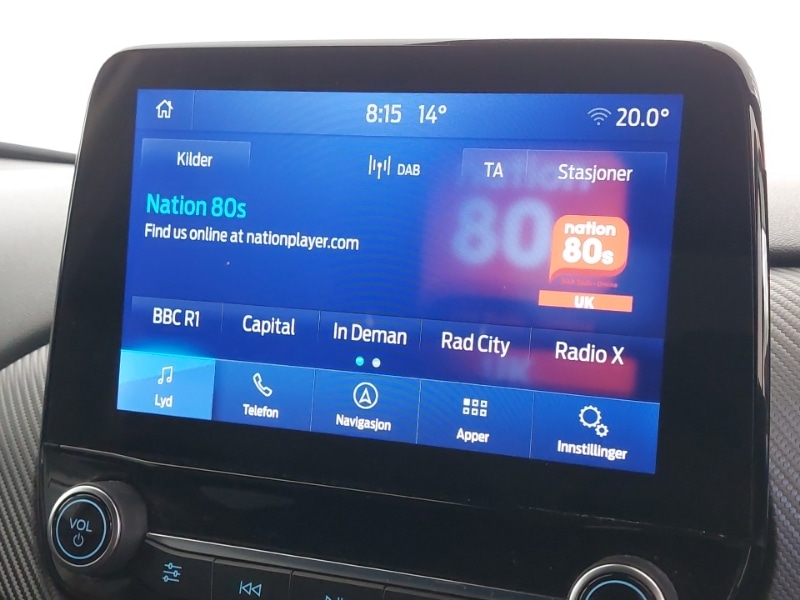 8:15 14° 20.0°
Kilder DAB TA Stasjoner
Nation 80s
Find us online at nationplayer.com
80
nation
80s
UK
BBC R1 Capital In Deman Rad City Radio X
Lyd Telefon Navigasjon Apper Innstillinger
VOL